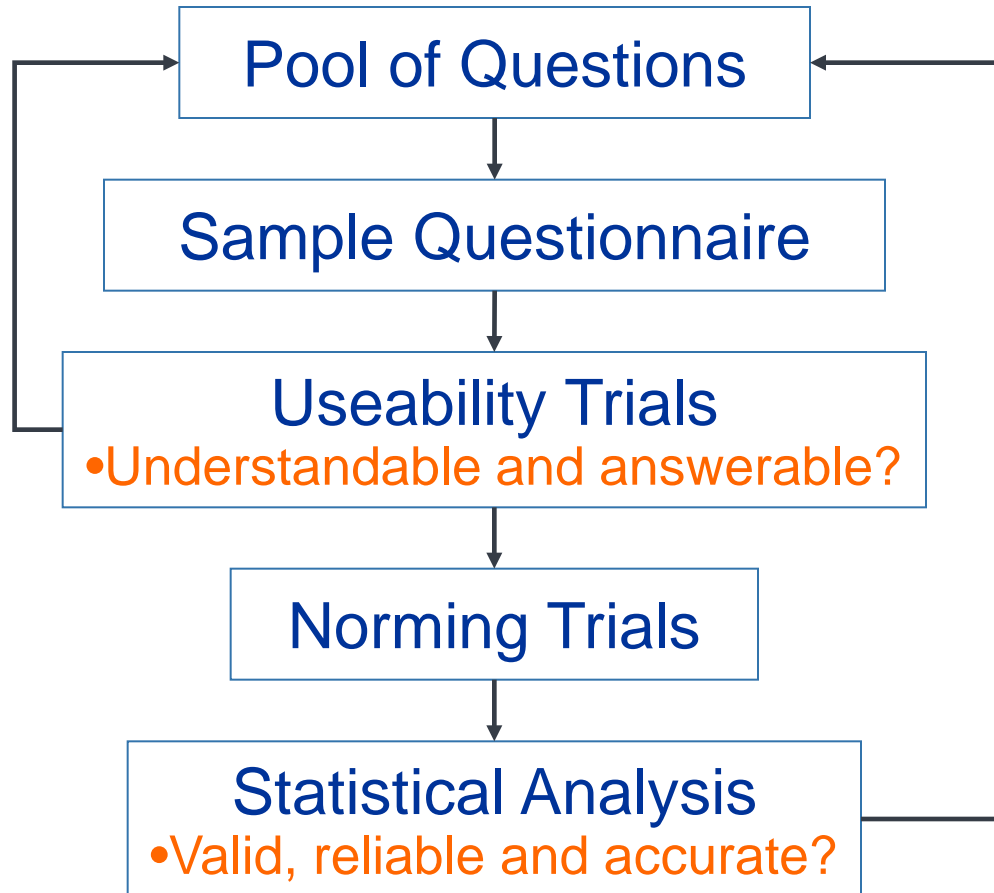 Pool of Questions
Sample Questionnaire
Useability Trials
•Understandable and answerable?
Norming Trials
Statistical Analysis
•Valid, reliable and accurate?